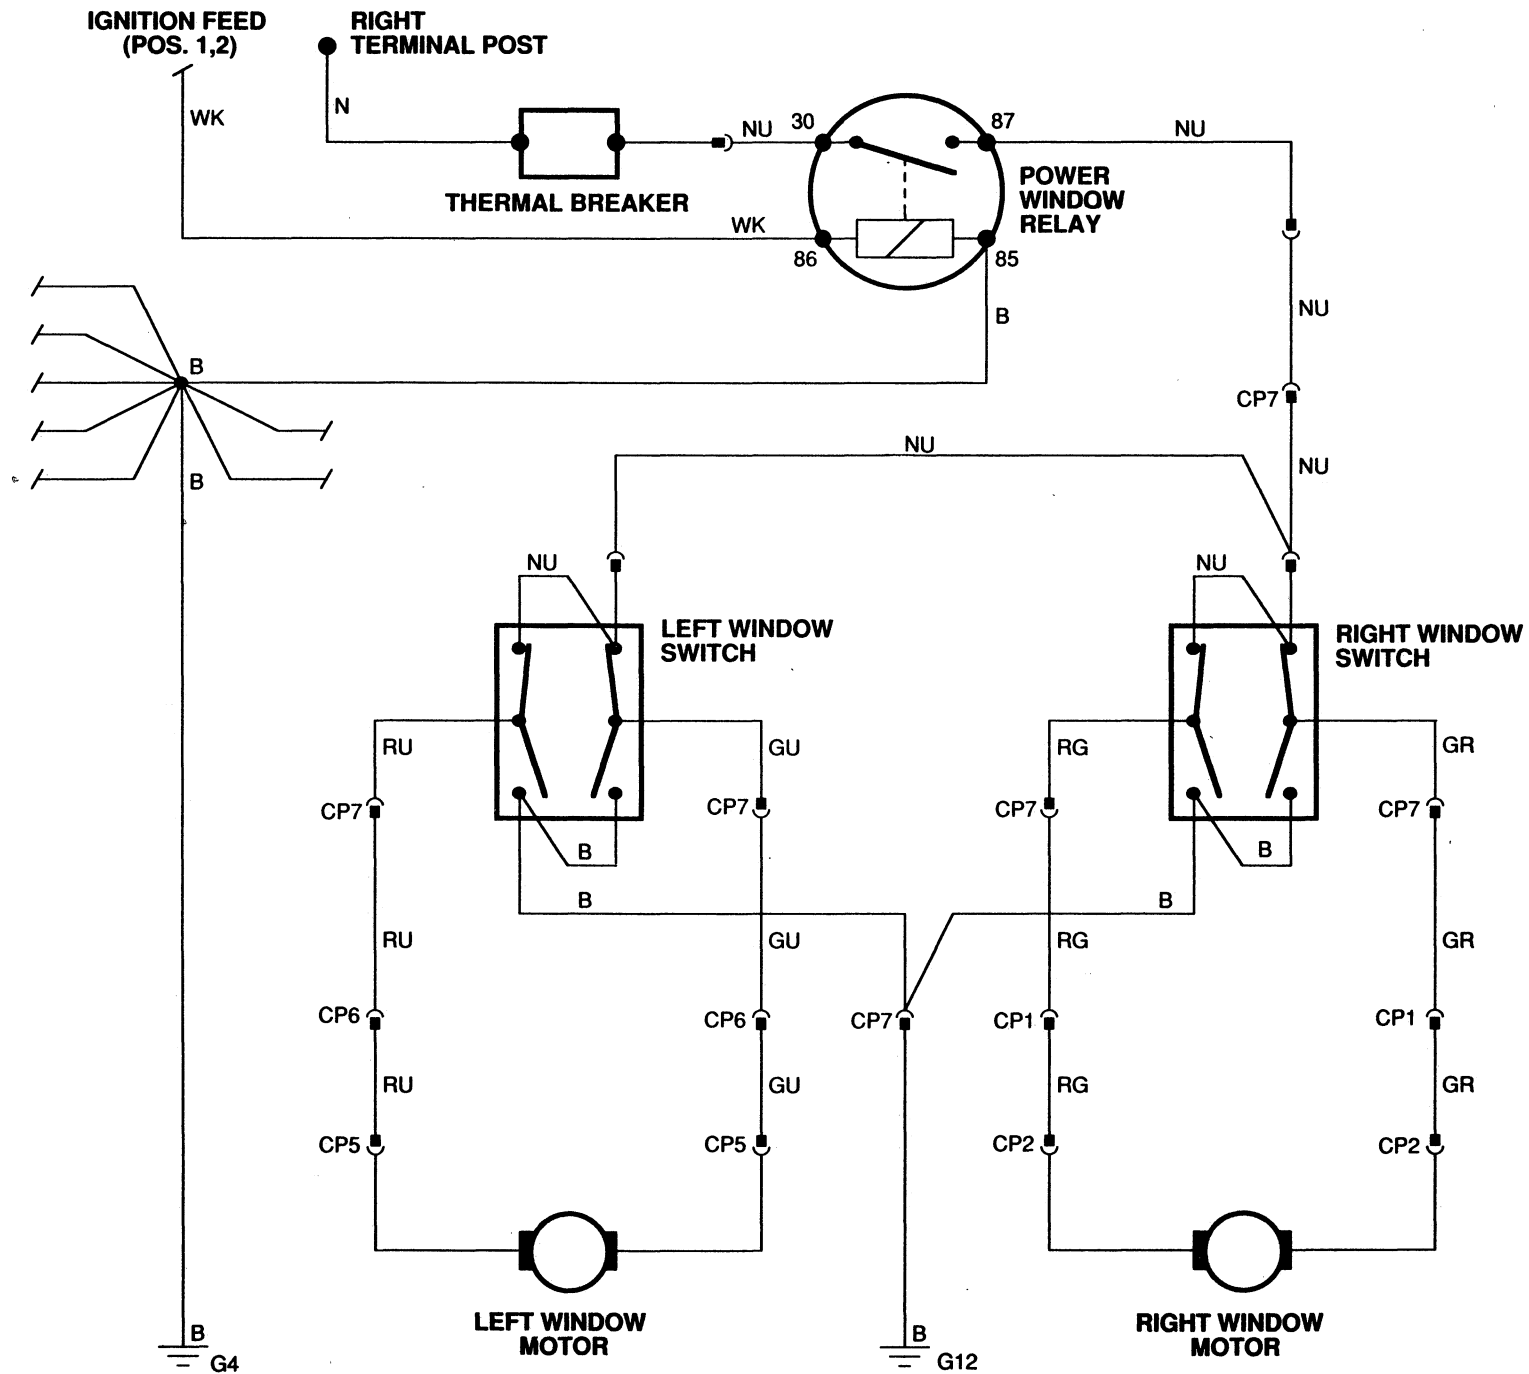 IGNITION FEED
(POS. 1,2)
RIGHT
TERMINAL POST
WK
N
NU
30
87
NU
THERMAL BREAKER
POWER
WINDOW
RELAY
WK
86
85
B
NU
B
CP7
NU
NU
B
NU
NU
LEFT WINDOW
SWITCH
RIGHT WINDOW
SWITCH
RU
GU
RG
GR
CP7
CP7
CP7
CP7
B
B
B
B
RU
GU
RG
GR
CP6
CP6
CP7
CP1
CP1
RU
GU
RG
GR
CP5
CP5
CP2
CP2
LEFT WINDOW
MOTOR
RIGHT WINDOW
MOTOR
B
G4
B
G12